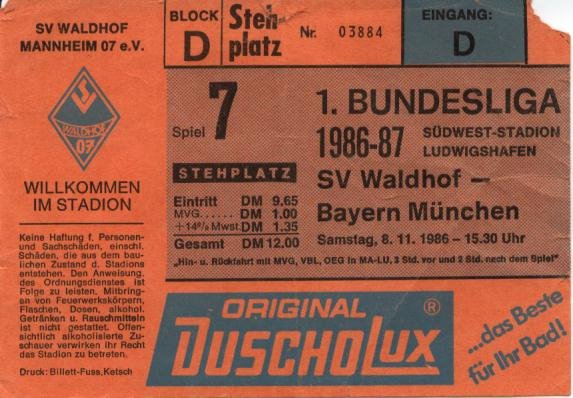 SV WALDHOF
MANNHEIM 07 e.V.
WALDHOF
07
WILLKOMMEN
IM STADION
Keine Haftung f. Personen-
und Sachschäden, einschl.
Schäden, die aus dem bau-
lichen Zustand d. Stadions
entstehen. Den Anweisung.
des Ordnungsdienstes ist
Folge zu leisten. Mitbrin-
gen von Feuerwerkskörpern,
Flaschen, Dosen, alkohol.
Getränken u. Rauschmitteln
ist nicht gestattet. Offen-
sichtlich alkoholisierte Zu-
schauer verwirken ihr Recht
das Stadion zu betreten.
Druck: Billett-Fuss, Ketsch
BLOCK
D
Steh-
platz
Nr. 03884
EINGANG:
D
Spiel 7
1. BUNDESLIGA
1986-87 SÜDWEST-STADION
LUDWIGSHAFEN
SV Waldhof —
Bayern München
Samstag, 8. 11. 1986 – 15.30 Uhr
STEHPLATZ
Eintritt DM 9.65
MVG...... DM 1.00
+14% Mwst. DM 1.35
Gesamt DM 12.00
"Hin- u. Rückfahrt mit MVG, VBL, OEG in MA-LU, 3 Std. vor und 2 Std. nach dem Spiel"
ORIGINAL
DUSCHOLUX ®
...das Beste
für Ihr Bad!